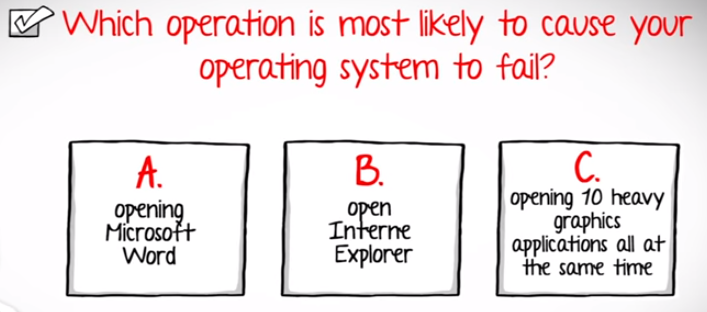 Which operation is most likely to cause your
operating system to fail?
A.
opening
Microsoft
Word
B.
open
Interne
Explorer
C.
opening 10 heavy
graphics
applications all at
the same time